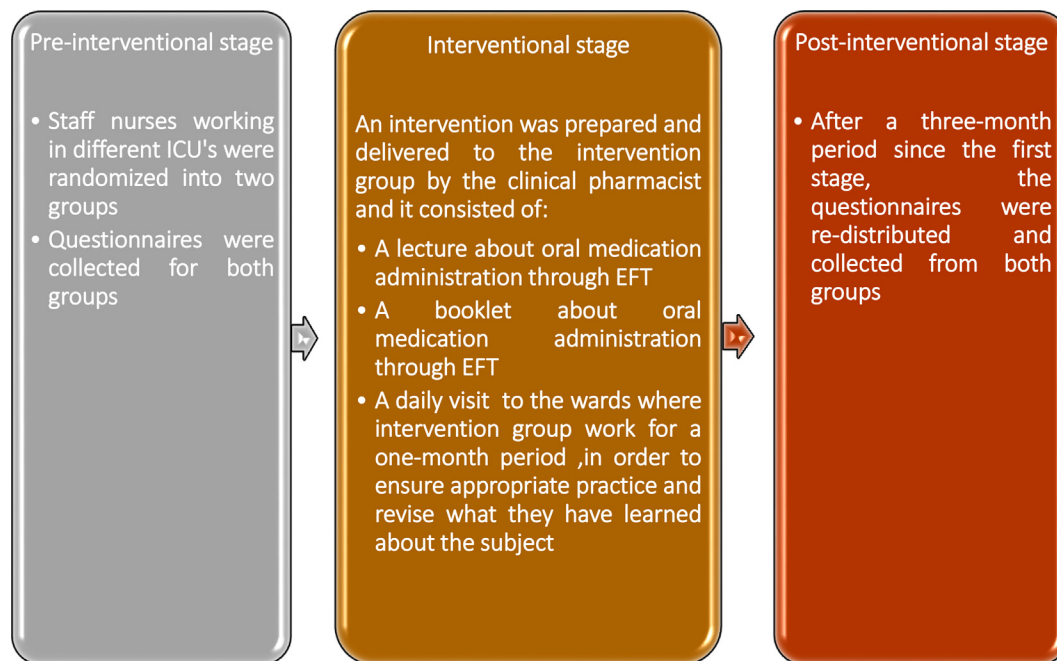 Pre-interventional stage
• Staff nurses working
in different ICU's were
randomized into two
groups
• Questionnaires were
collected for both
groups
Interventional stage
An intervention was prepared and
delivered to the intervention
group by the clinical pharmacist
and it consisted of:
• A lecture about oral medication
administration through EFT
• A booklet about oral
medication administration
through EFT
• A daily visit to the wards where
intervention group work for a
one-month period ,in order to
ensure appropriate practice and
revise what they have learned
about the subject
Post-interventional stage
• After a three-month
period since the first
stage, the
questionnaires were
re-distributed and
collected from both
groups